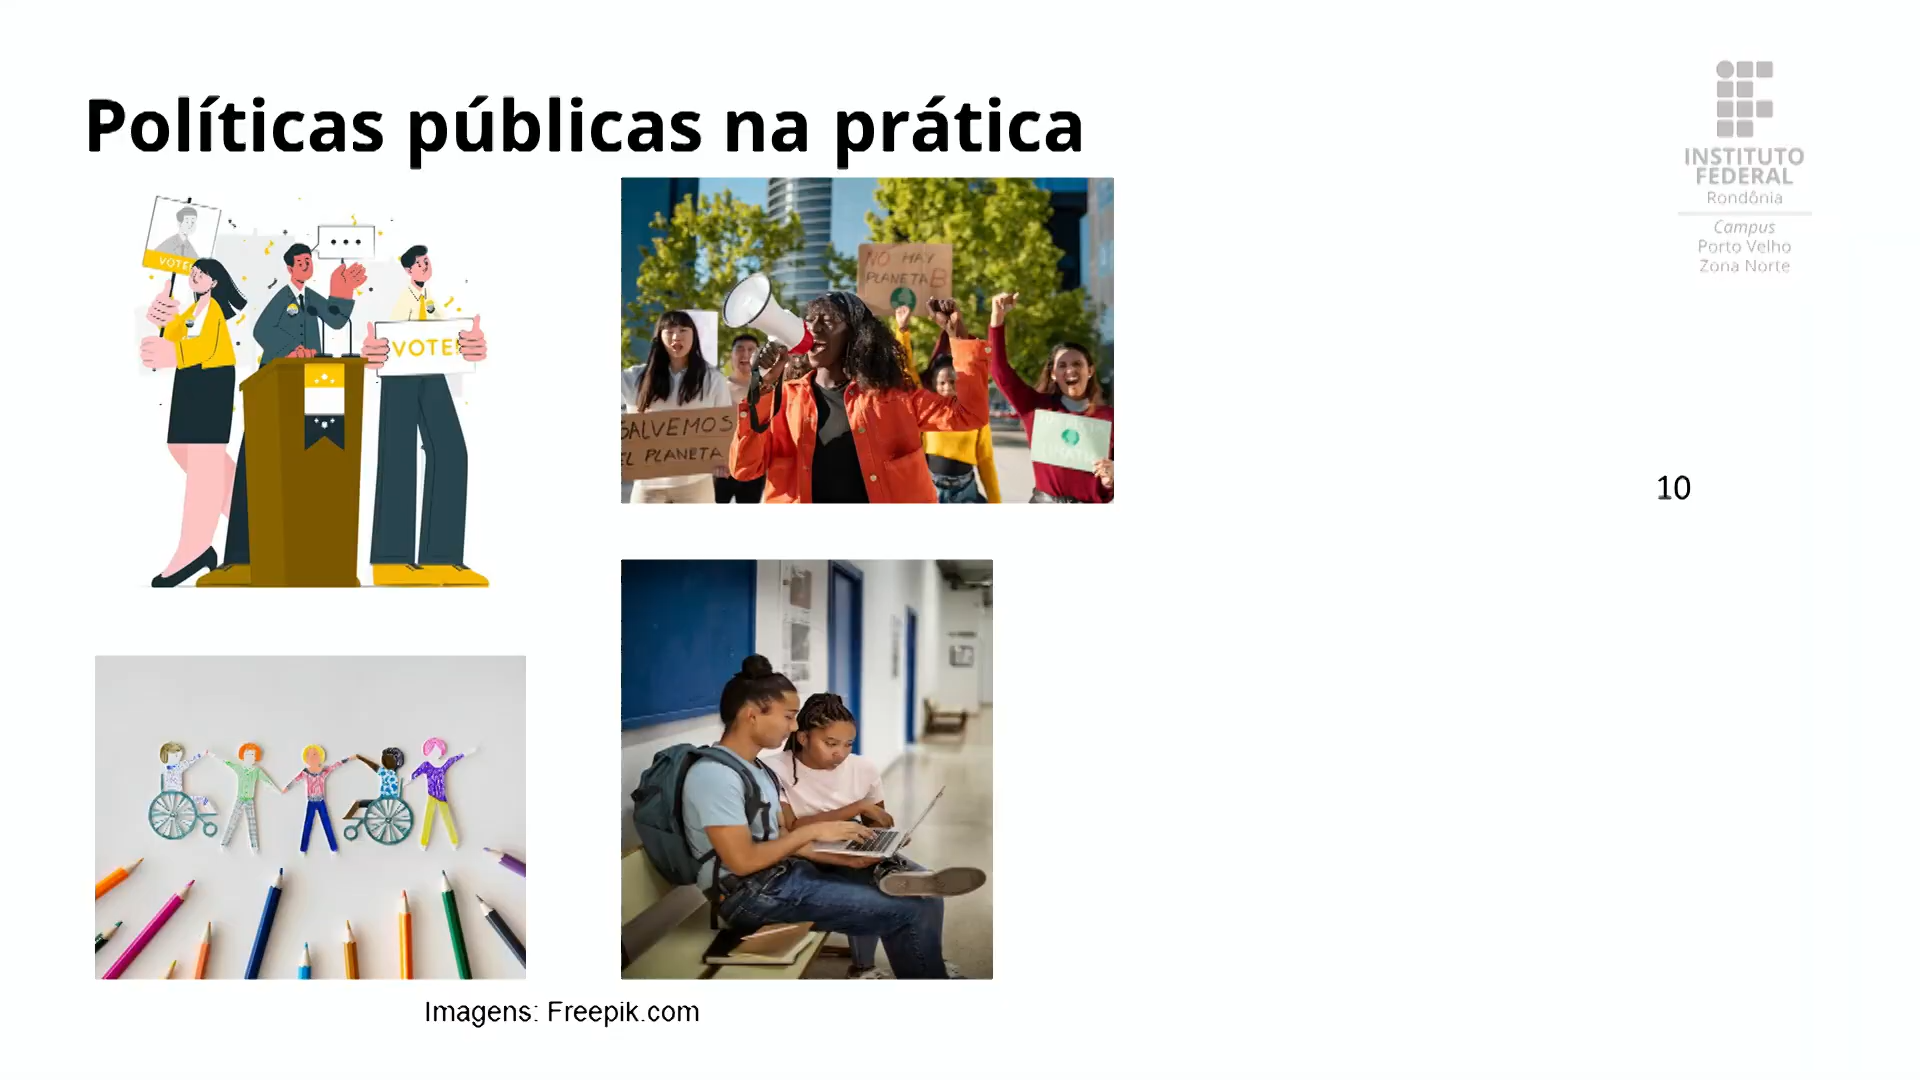 Políticas públicas na prática
INSTITUTO
FEDERAL
Rondônia
Campus
Porto Velho
Zona Norte
VOTE!
VOTE!
NO HAY
PLANETA B
SALVEMOS
EL PLANETA
10
Imagens: Freepik.com